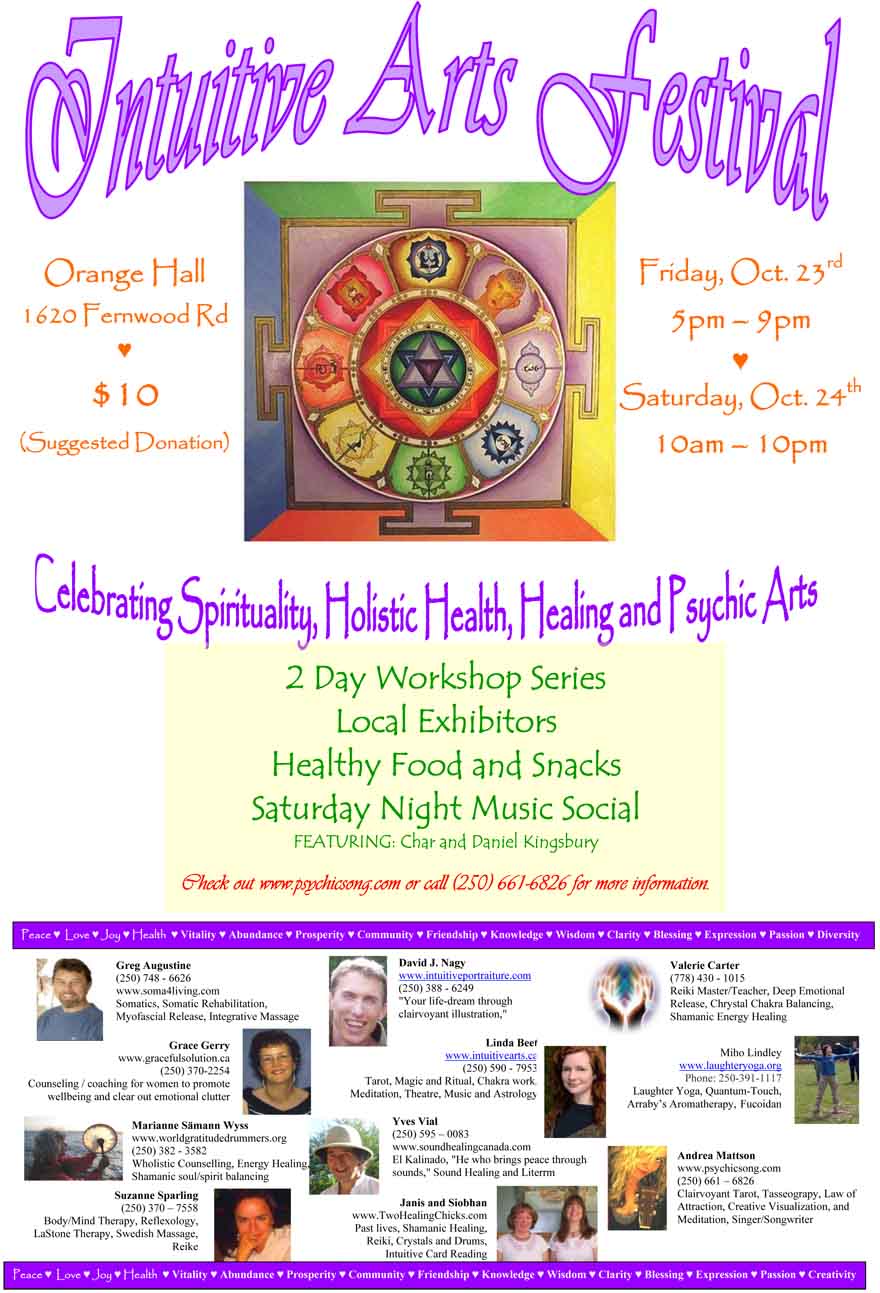 Intuitive Arts Festival
Orange Hall
1620 Fernwood Rd
♥
$10
(Suggested Donation)
Friday, Oct. 23rd
5pm – 9pm
♥
Saturday, Oct. 24th
10am – 10pm
Celebrating Spirituality, Holistic Health, Healing and Psychic Arts
2 Day Workshop Series
Local Exhibitors
Healthy Food and Snacks
Saturday Night Music Social
FEATURING: Char and Daniel Kingsbury
Check out www.psychicsong.com or call (250) 661-6826 for more information.
Peace ♥ Love ♥ Joy ♥ Health ♥ Vitality ♥ Abundance ♥ Prosperity ♥ Community ♥ Friendship ♥ Knowledge ♥ Wisdom ♥ Clarity ♥ Blessing ♥ Expression ♥ Passion ♥ Diversity
Greg Augustine
(250) 748 - 6626
www.soma4living.com
Somatics, Somatic Rehabilitation,
Myofascial Release, Integrative Massage
David J. Nagy
www.intuitiveportraiture.com
(250) 388 - 6249
"Your life-dream through
clairvoyant illustration,"
Valerie Carter
(778) 430 - 1015
Reiki Master/Teacher, Deep Emotional
Release, Chrystal Chakra Balancing,
Shamanic Energy Healing
Grace Gerry
www.gracefulsolution.ca
(250) 370-2254
Counseling / coaching for women to promote
wellbeing and clear out emotional clutter
Linda Beet
www.intuitivearts.cc
(250) 590 - 7953
Tarot, Magic and Ritual, Chakra work.
Meditation, Theatre, Music and Astrology
Miho Lindley
www.laughteryoga.org
Phone: 250-391-1117
Laughter Yoga, Quantum-Touch,
Arraby's Aromatherapy, Fucoidan
Marianne Sämann Wyss
www.worldgratitudedrummers.org
(250) 382 - 3582
Wholistic Counselling, Energy Healing,
Shamanic soul/spirit balancing
Yves Vial
(250) 595 – 0083
www.soundhealingcanada.com
El Kalinado, "He who brings peace through
sounds," Sound Healing and Literrm
Andrea Mattson
www.psychicsong.com
(250) 661 – 6826
Clairvoyant Tarot, Tasseograpy, Law of
Attraction, Creative Visualization, and
Meditation, Singer/Songwriter
Suzanne Sparling
(250) 370 – 7558
Body/Mind Therapy, Reflexology,
LaStone Therapy, Swedish Massage,
Reike
Janis and Siobhan
www.TwoHealingChicks.com
Past lives, Shamanic Healing,
Reiki, Crystals and Drums,
Intuitive Card Reading
Peace ♥ Love ♥ Joy ♥ Health ♥ Vitality ♥ Abundance ♥ Prosperity ♥ Community ♥ Friendship ♥ Knowledge ♥ Wisdom ♥ Clarity ♥ Blessing ♥ Expression ♥ Passion ♥ Creativity